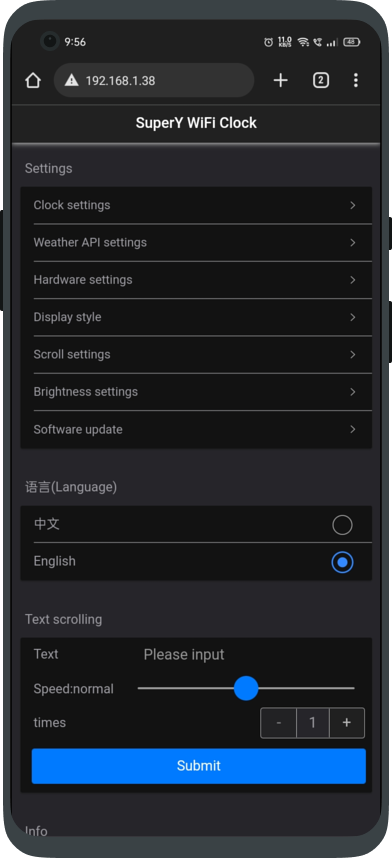 9:56
11.0
KB/S
48
192.168.1.38
2
SuperY WiFi Clock
Settings
Clock settings
Weather API settings
Hardware settings
Display style
Scroll settings
Brightness settings
Software update
语言(Language)
中文
English
Text scrolling
Text Please input
Speed:normal
times - 1 +
Submit
Info